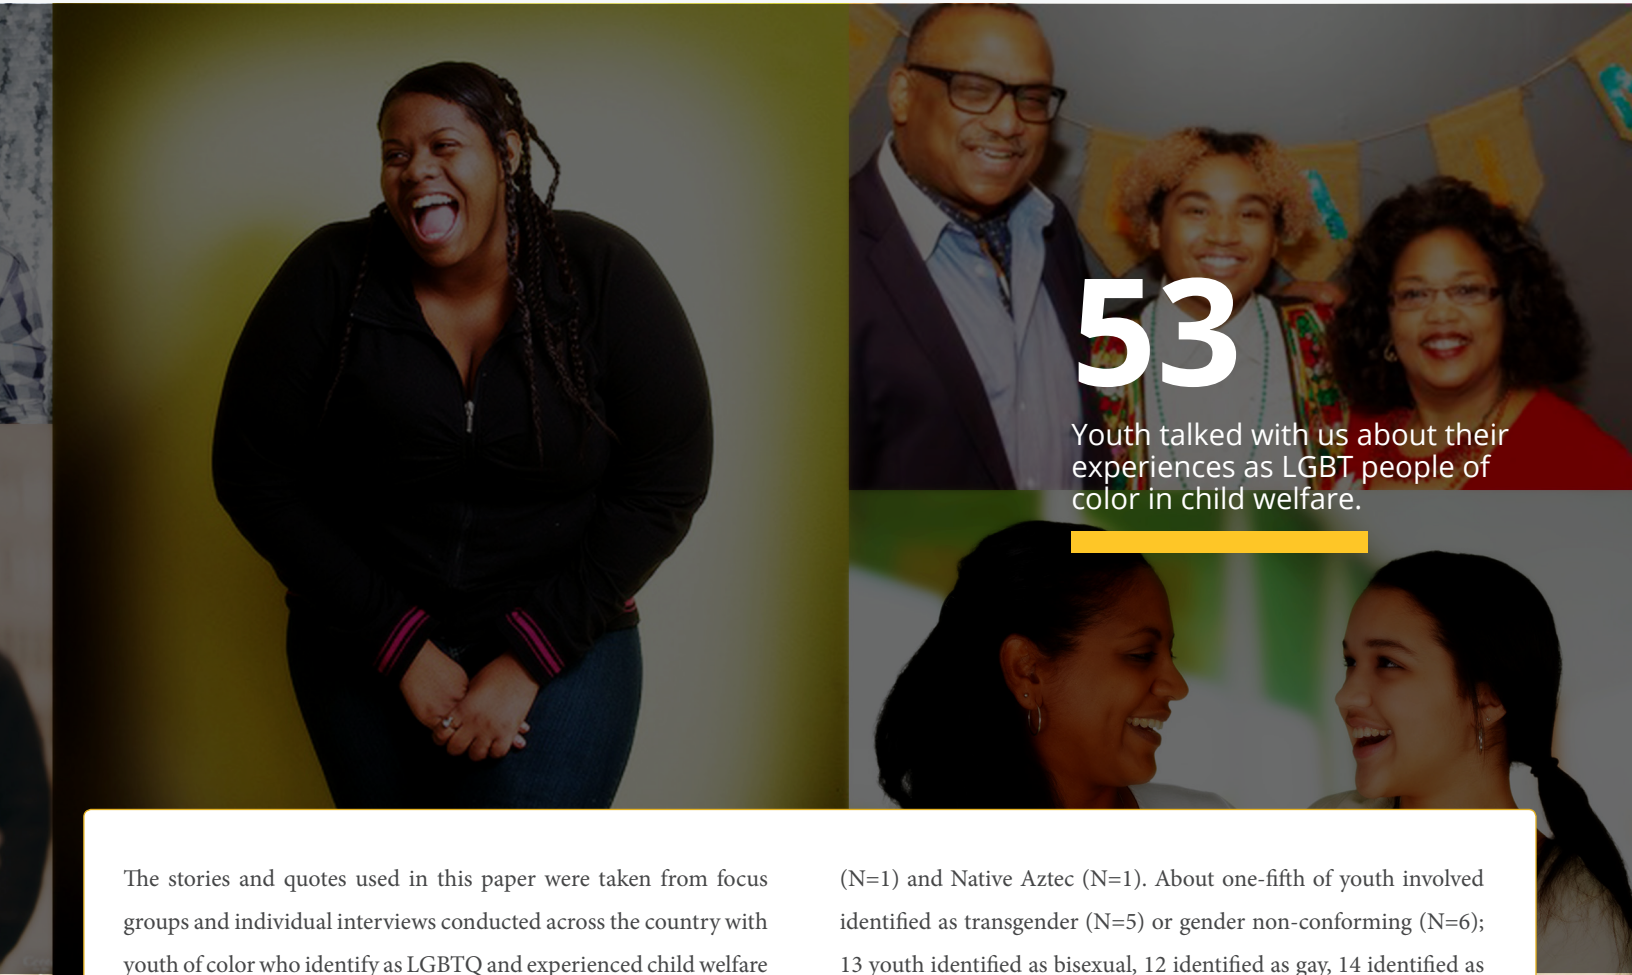 53
Youth talked with us about their
experiences as LGBT people of
color in child welfare.
The stories and quotes used in this paper were taken from focus
groups and individual interviews conducted across the country with
youth of color who identify as LGBTQ and experienced child welfare
(N=1) and Native Aztec (N=1). About one-fifth of youth involved
identified as transgender (N=5) or gender non-conforming (N=6);
13 youth identified as bisexual, 12 identified as gay, 14 identified as